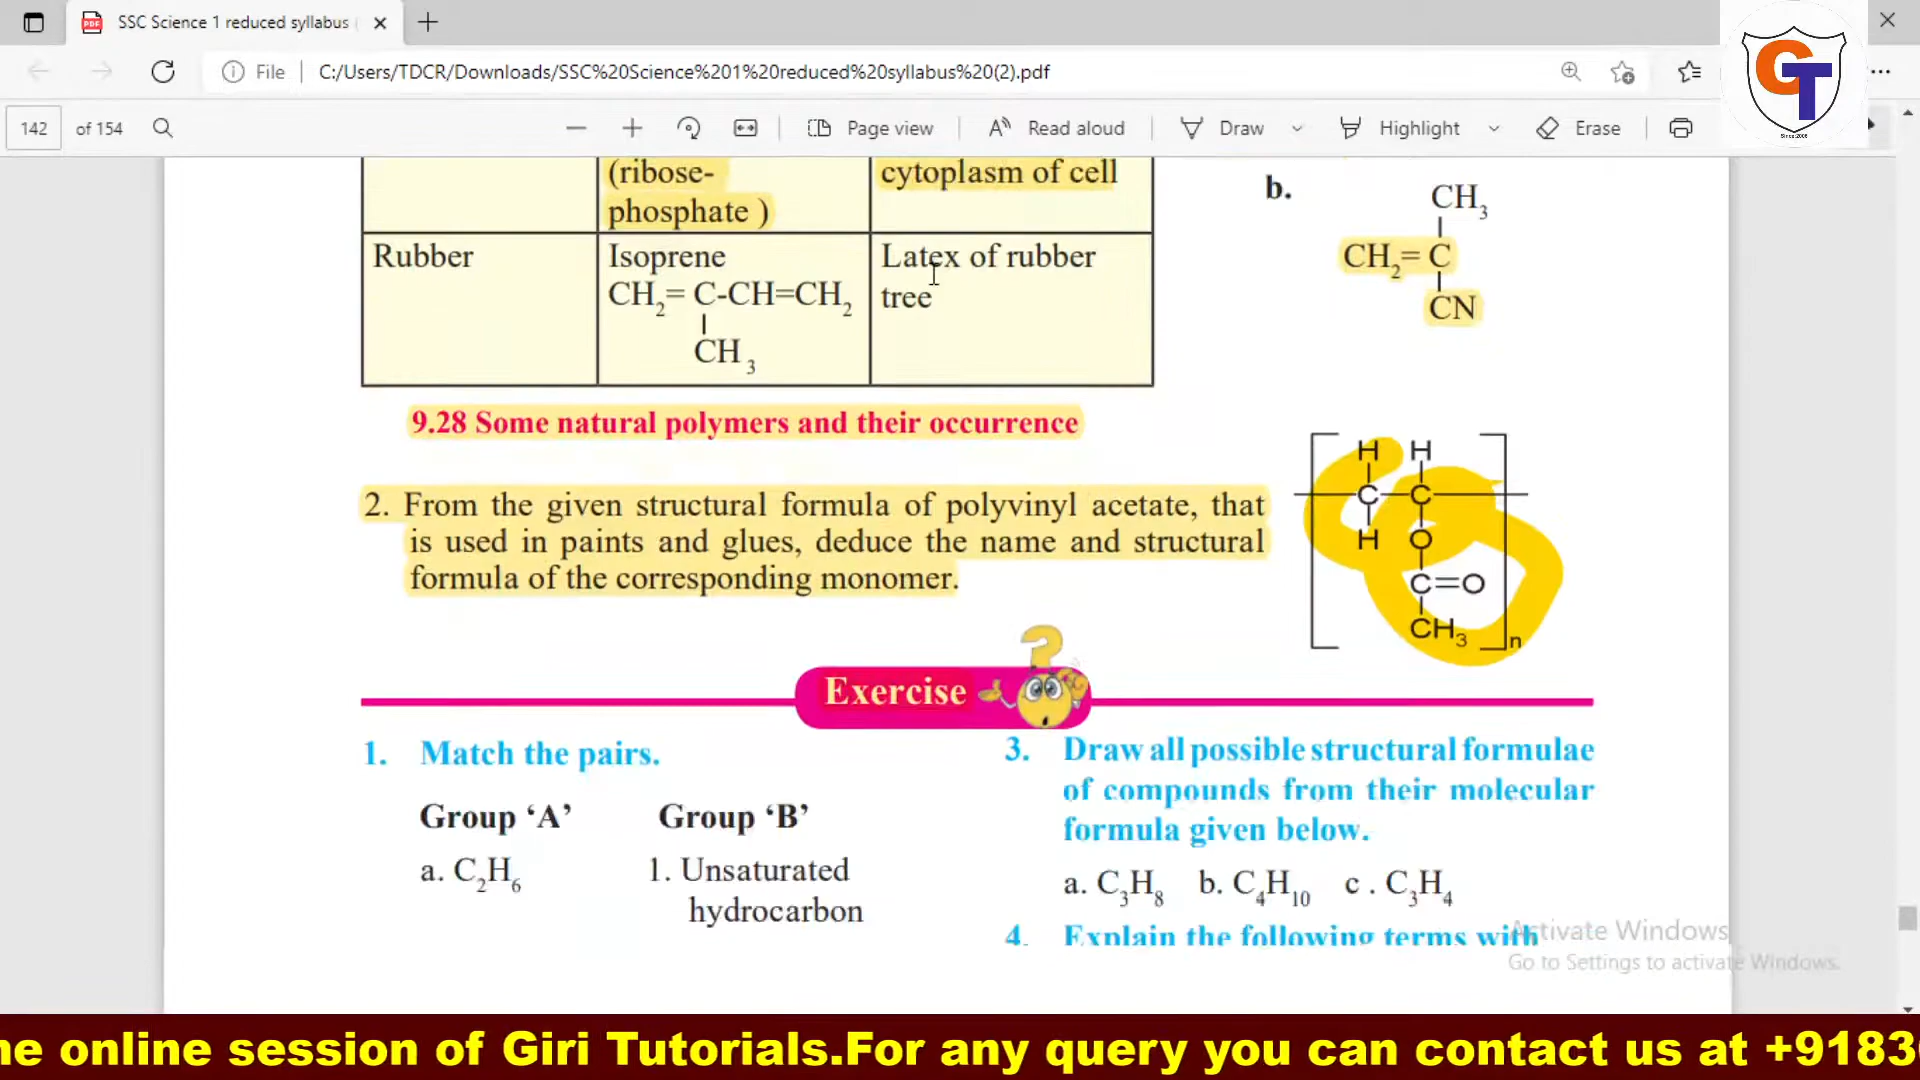 SSC Science 1 reduced syllabus
File
C:/Users/TDCR/Downloads/SSC%20Science%201%20reduced%20syllabus%20(2).pdf
GT
Since:2006
142 of 154
Page view
Read aloud
Draw
Highlight
Erase
(ribose-
phosphate )
cytoplasm of cell
Rubber
Isoprene
CH2= C-CH=CH2
CH3
Latex of rubber
tree
9.28 Some natural polymers and their occurrence
b.
CH3
CH2= C
CN
2. From the given structural formula of polyvinyl acetate, that
is used in paints and glues, deduce the name and structural
formula of the corresponding monomer.
H H
C C
H O
C=O
CH3
n
Exercise
1. Match the pairs.
Group ‘A’ Group ‘B’
a. C2H6 1. Unsaturated
hydrocarbon
3. Draw all possible structural formulae
of compounds from their molecular
formula given below.
a. C3H8 b. C4H10 c . C3H4
4. Explain the following terms with
Activate Windows
Go to Settings to activate Windows.
ne online session of Giri Tutorials.For any query you can contact us at +9183